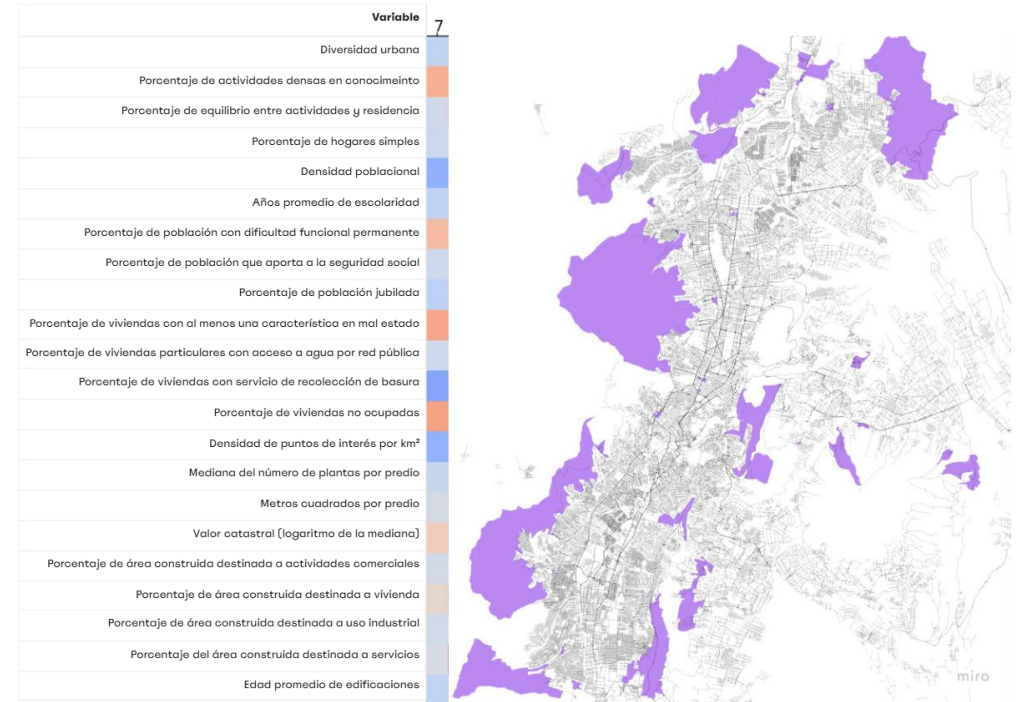 Variable
7
Diversidad urbana
Porcentaje de actividades densas en conocimeinto
Porcentaje de equilibrio entre actividades y residencia
Porcentaje de hogares simples
Densidad poblacional
Años promedio de escolaridad
Porcentaje de población con dificultad funcional permanente
Porcentaje de población que aporta a la seguridad social
Porcentaje de población jubilada
Porcentaje de viviendas con al menos una característica en mal estado
Porcentaje de viviendas particulares con acceso a agua por red pública
Porcentaje de viviendas con servicio de recolección de basura
Porcentaje de viviendas no ocupadas
Densidad de puntos de interés por km²
Mediana del número de plantas por predio
Metros cuadrados por predio
Valor catastral (logaritmo de la mediana)
Porcentaje de área construida destinada a actividades comerciales
Porcentaje de área construida destinada a vivienda
Porcentaje de área construida destinada a uso industrial
Porcentaje del área construida destinada a servicios
Edad promedio de edificaciones
miro